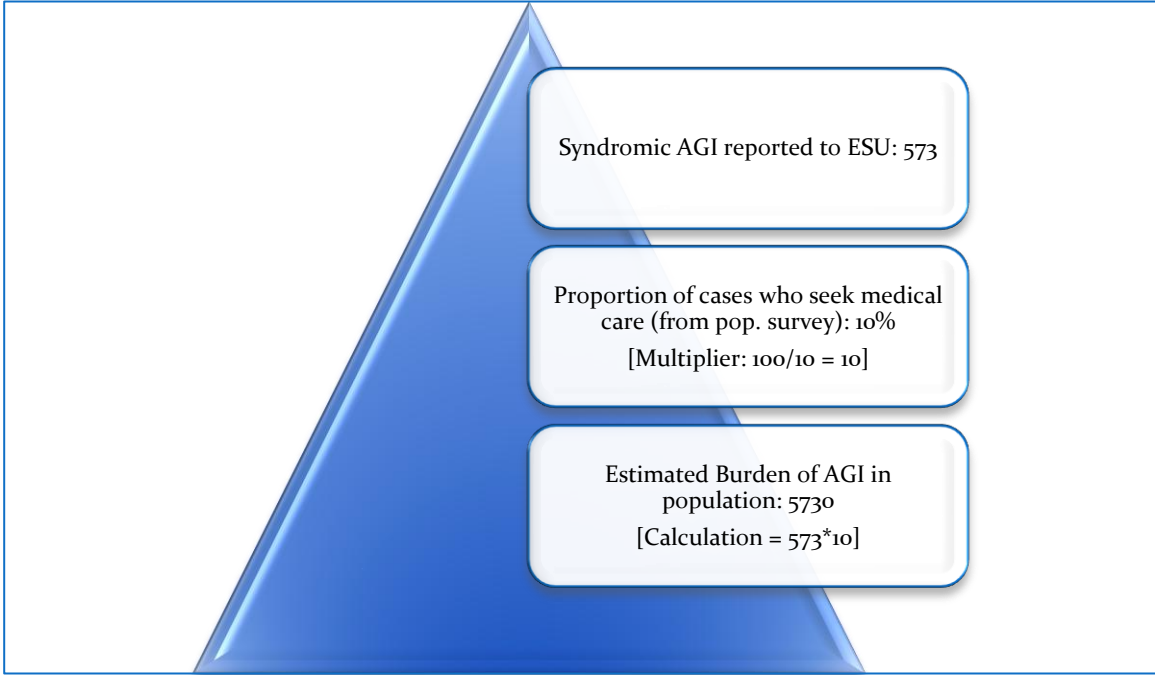 Syndromic AGI reported to ESU: 573
Proportion of cases who seek medical
care (from pop. survey): 10%
[Multiplier: 100/10 = 10]
Estimated Burden of AGI in
population: 5730
[Calculation = 573*10]